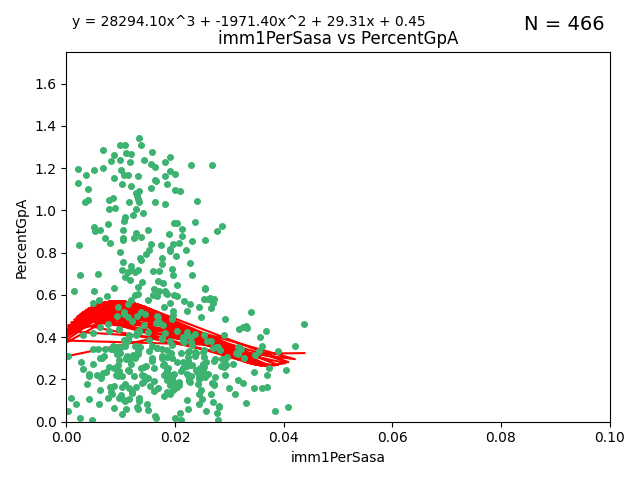 y = 28294.10x^3 + -1971.40x^2 + 29.31x + 0.45
N = 466
imm1PerSasa vs PercentGpA
PercentGpA
1.6
1.4
1.2
1.0
0.8
0.6
0.4
0.2
0.0
0.00 0.02 0.04 0.06 0.08 0.10
imm1PerSasa